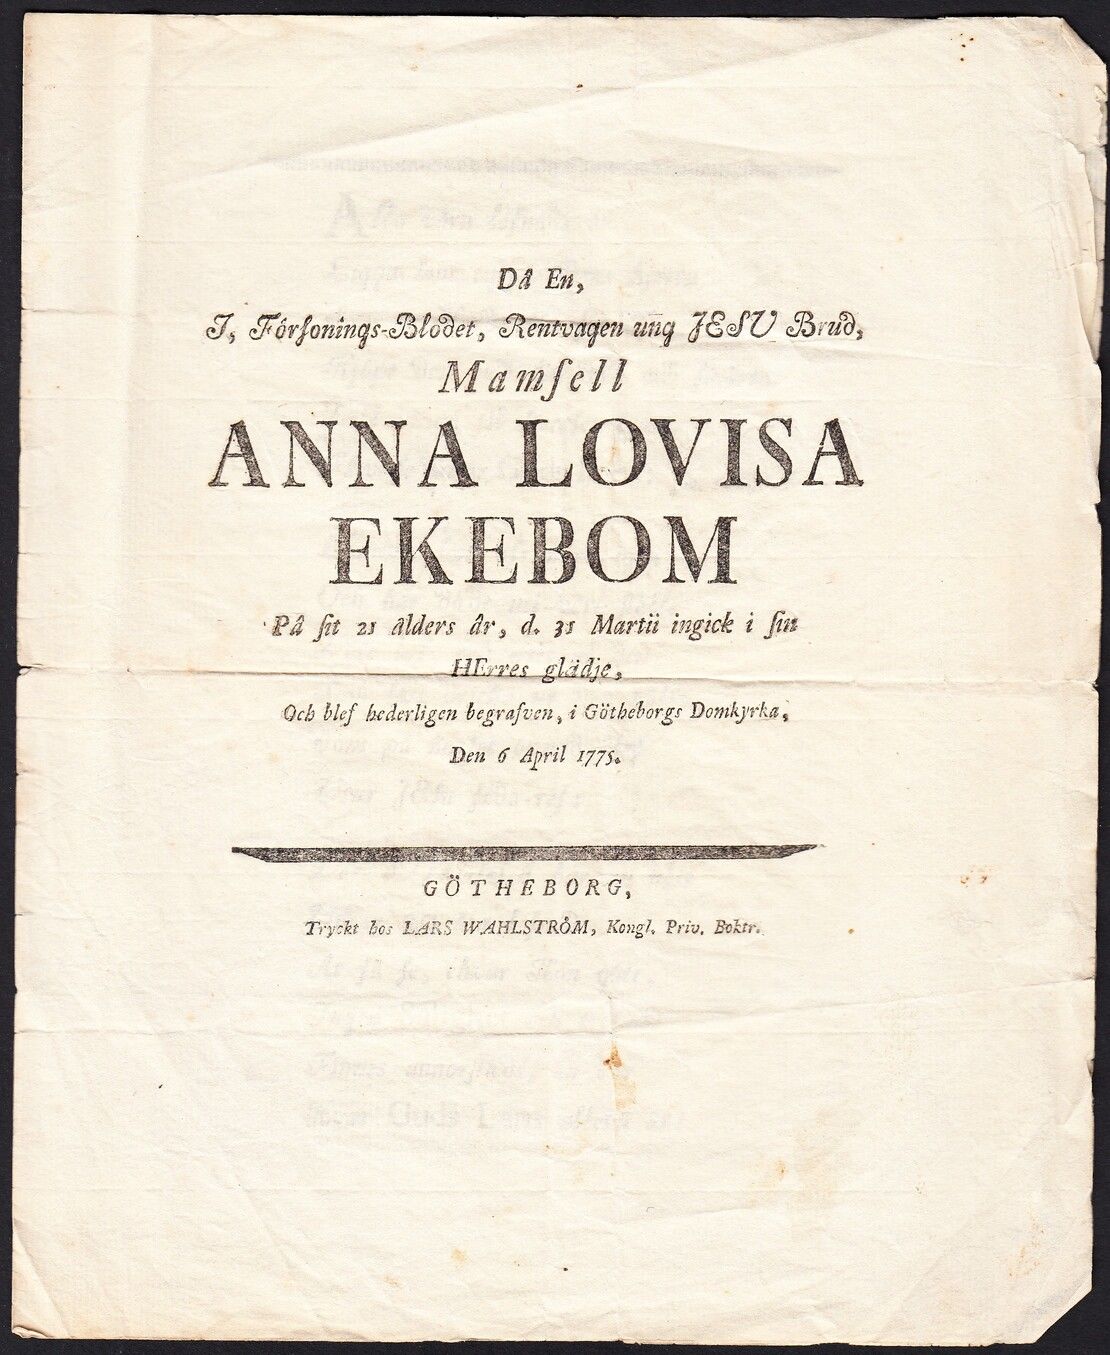 Då En,
I, Förſonings-Blodet, Rentvagen ung JESU Brud,
Mamſell
ANNA LOVISA
EKEBOM
På ſit 21 ålders år, d. 31 Martii ingick i ſin
HErres glädje,
Och blef hederligen begrafven, i Götheborgs Domkyrka,
Den 6 April 1775.
GÖTHEBORG,
Tryckt hos LARS WAHLSTRÖM, Kongl. Priv. Boktr.